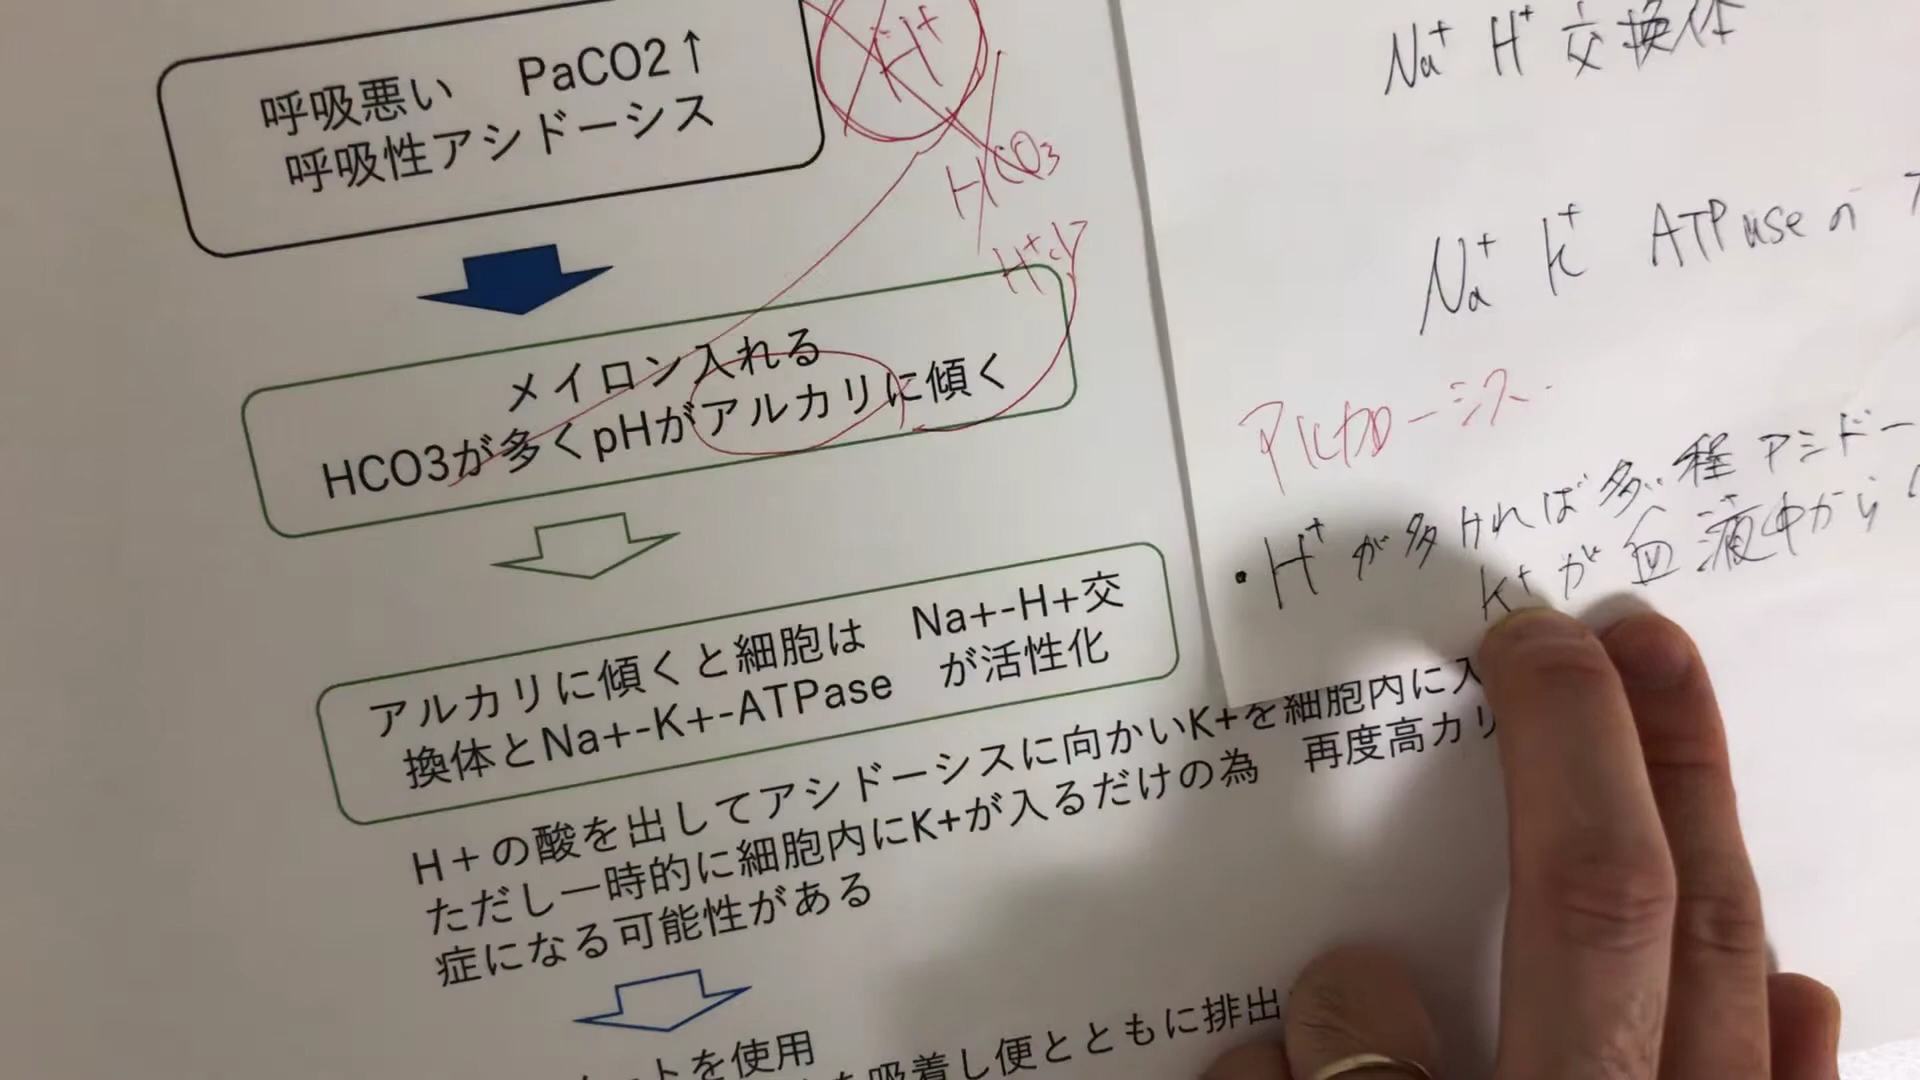 呼吸悪い　PaCO2↑
呼吸性アシドーシス
H+
HCO3
H+
メイロン入れる
HCO3が多くpHがアルカリに傾く
アルカリに傾くと細胞は　Na+-H+交
換体とNa+-K+-ATPase　が活性化
H+の酸を出してアシドーシスに向かいK+を細胞内に入
ただし一時的に細胞内にK+が入るだけの為　再度高カリ
症になる可能性がある
トを使用
吸着し便とともに排出
Na+ H+ 交換体
Na+ K+ ATPase の
アルカローシス
・H+が多ければ多い程アシドー
K+が血液中から